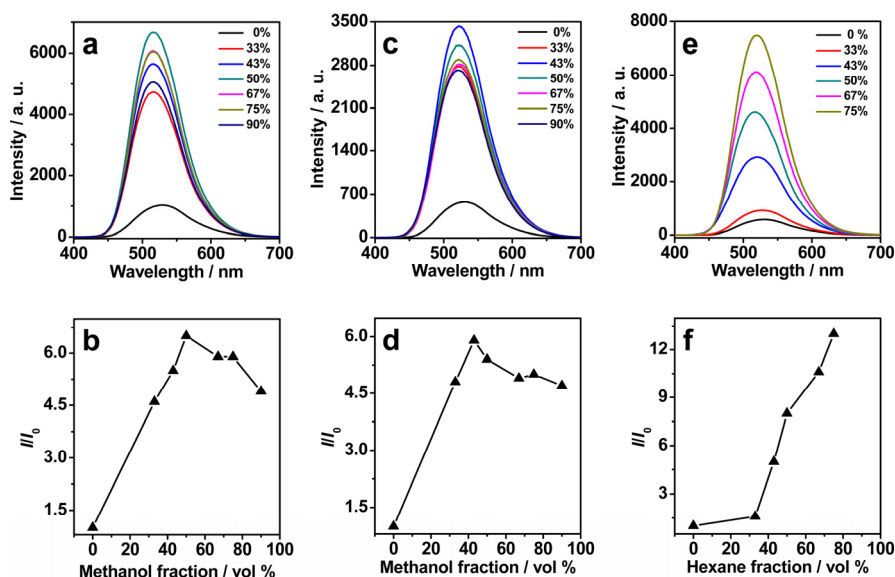 a
0%
33%
43%
50%
67%
75%
90%
6000
4000
2000
0
400 500 600 700
Wavelength / nm
Intensity / a. u.
c
0%
33%
43%
50%
67%
75%
90%
3500
2800
2100
1400
700
0
400 500 600 700
Wavelength / nm
Intensity / a. u.
e
0 %
33%
43%
50%
67%
75%
8000
6000
4000
2000
0
400 500 600 700
Wavelength / nm
Intensity / a. u.
b
6.0
4.5
3.0
1.5
0 20 40 60 80 100
Methanol fraction / vol %
I/I0
d
6.0
4.5
3.0
1.5
0 20 40 60 80 100
Methanol fraction / vol %
I/I0
f
12
9
6
3
0 20 40 60 80 100
Hexane fraction / vol %
I/I0